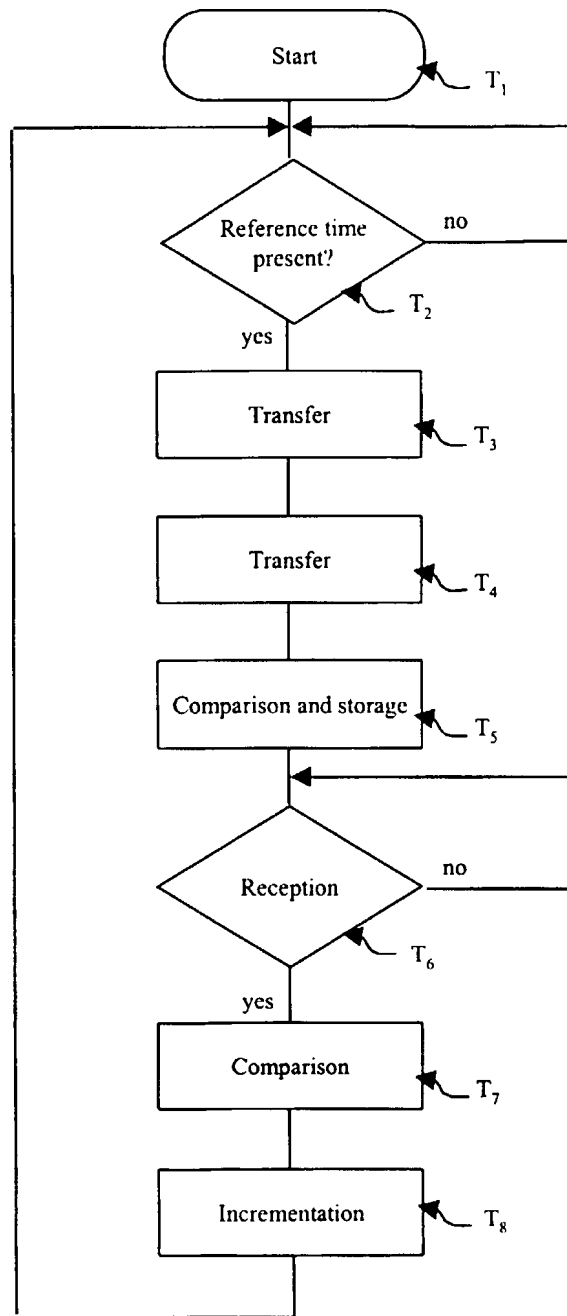 Start
T₁
Reference time
present?
no
T₂
yes
Transfer
T₃
Transfer
T₄
Comparison and storage
T₅
Reception
no
T₆
yes
Comparison
T₇
Incrementation
T₈